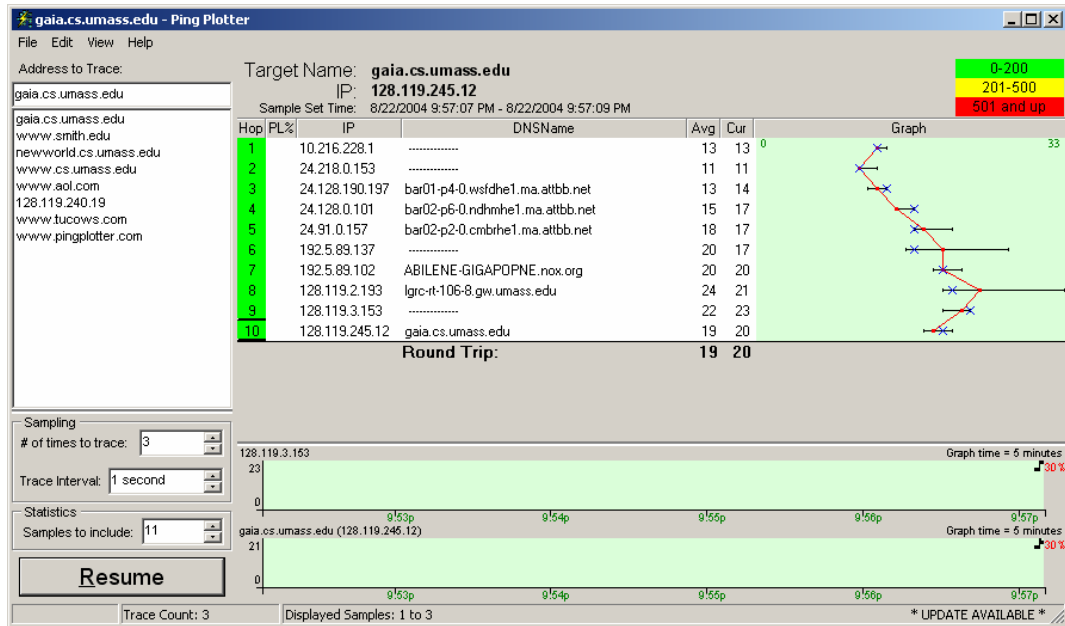 gaia.cs.umass.edu - Ping Plotter
File Edit View Help
Address to Trace:
gaia.cs.umass.edu
gaia.cs.umass.edu
www.smith.edu
newworld.cs.umass.edu
www.cs.umass.edu
www.aol.com
128.119.240.19
www.tucows.com
www.pingplotter.com
Target Name: gaia.cs.umass.edu
IP: 128.119.245.12
Sample Set Time: 8/22/2004 9:57:07 PM - 8/22/2004 9:57:09 PM
0-200
201-500
501 and up
Hop PL% IP DNSName Avg Cur Graph
0 33
1 10.216.228.1 ------------- 13 13
2 24.218.0.153 ------------- 11 11
3 24.128.190.197 bar01-p4-0.wsfdhe1.ma.attbb.net 13 14
4 24.128.0.101 bar02-p6-0.ndhmhe1.ma.attbb.net 15 17
5 24.91.0.157 bar02-p2-0.cmbrhe1.ma.attbb.net 18 17
6 192.5.89.137 ------------- 20 17
7 192.5.89.102 ABILENE-GIGAPOPNE.nox.org 20 20
8 128.119.2.193 lgrc-rt-106-8.gw.umass.edu 24 21
9 128.119.3.153 ------------- 22 23
10 128.119.245.12 gaia.cs.umass.edu 19 20
Round Trip: 19 20
Sampling
# of times to trace: 3
Trace Interval: 1 second
Statistics
Samples to include: 11
Resume
128.119.3.153 Graph time = 5 minutes
23 30%
0
9:53p 9:54p 9:55p 9:56p 9:57p
gaia.cs.umass.edu (128.119.245.12) Graph time = 5 minutes
21 30%
0
9:53p 9:54p 9:55p 9:56p 9:57p
Trace Count: 3 Displayed Samples: 1 to 3 * UPDATE AVAILABLE *